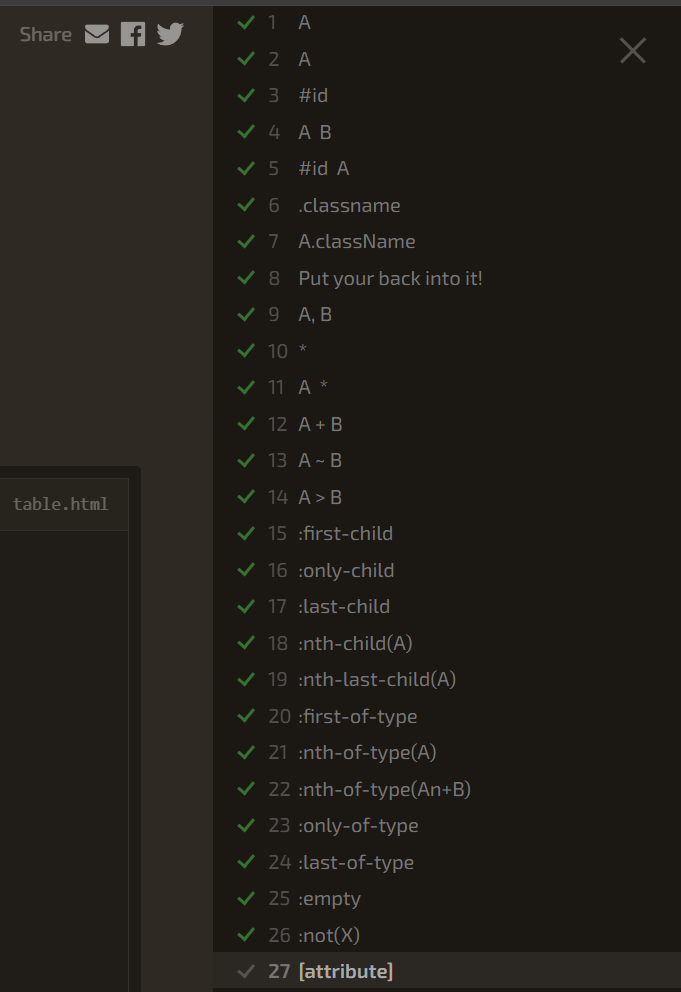 Share
1 A
2 A
3 #id
4 A B
5 #id A
6 .classname
7 A.className
8 Put your back into it!
9 A, B
10 *
11 A *
12 A + B
13 A ~ B
14 A > B
15 :first-child
16 :only-child
17 :last-child
18 :nth-child(A)
19 :nth-last-child(A)
20 :first-of-type
21 :nth-of-type(A)
22 :nth-of-type(An+B)
23 :only-of-type
24 :last-of-type
25 :empty
26 :not(X)
27 [attribute]
table.html